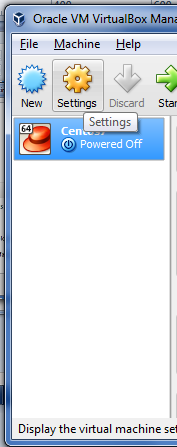 Oracle VM VirtualBox Mana
File Machine Help
New Settings Discard Star
Settings
64
Powered Off
Display the virtual machine set